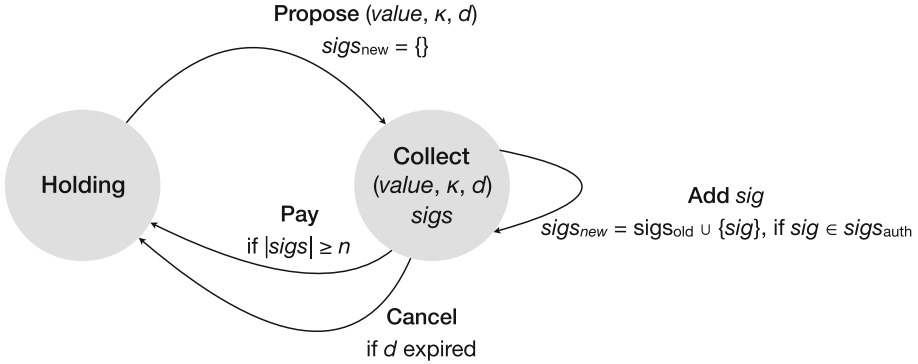 Propose (value, κ, d)
sigsnew = {}
Holding
Collect
(value, κ, d)
sigs
Add sig
sigsnew = sigsold ∪ {sig}, if sig ∈ sigsauth
Pay
if |sigs| ≥ n
Cancel
if d expired